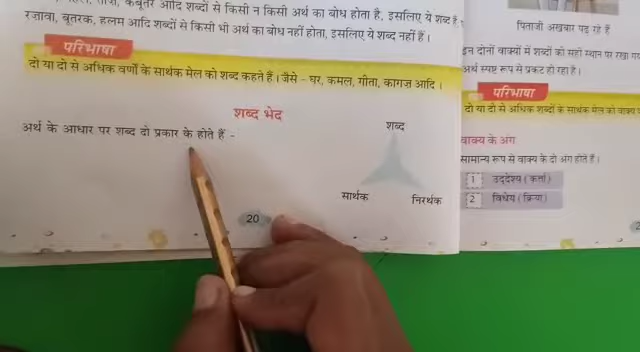 कबूतर आदि शब्दों से किसी न किसी अर्थ का बोध होता है, इसलिए ये शब्द हैं
रजावा, बूतरक, हलम आदि शब्दों से किसी भी अर्थ का बोध नहीं होता, इसलिए ये शब्द नहीं हैं।
परिभाषा
दो या दो से अधिक वर्णों के सार्थक मेल को शब्द कहते हैं। जैसे - घर, कमल, गीता, कागज़ आदि।
शब्द भेद
अर्थ के आधार पर शब्द दो प्रकार के होते हैं -
शब्द
सार्थक
निरर्थक
20
पिताजी अखबार पढ़ रहे हैं
इन दोनों वाक्यों में शब्दों को सही स्थान पर रखा गय
अर्थ स्पष्ट रूप से प्रकट हो रहा है।
परिभाषा
दो या दो से अधिक शब्दों के सार्थक मेल को वाक्य
वाक्य के अंग
सामान्य रूप से वाक्य के दो अंग होते हैं।
1 उद्देश्य (कर्ता)
2 विधेय (क्रिया)
2